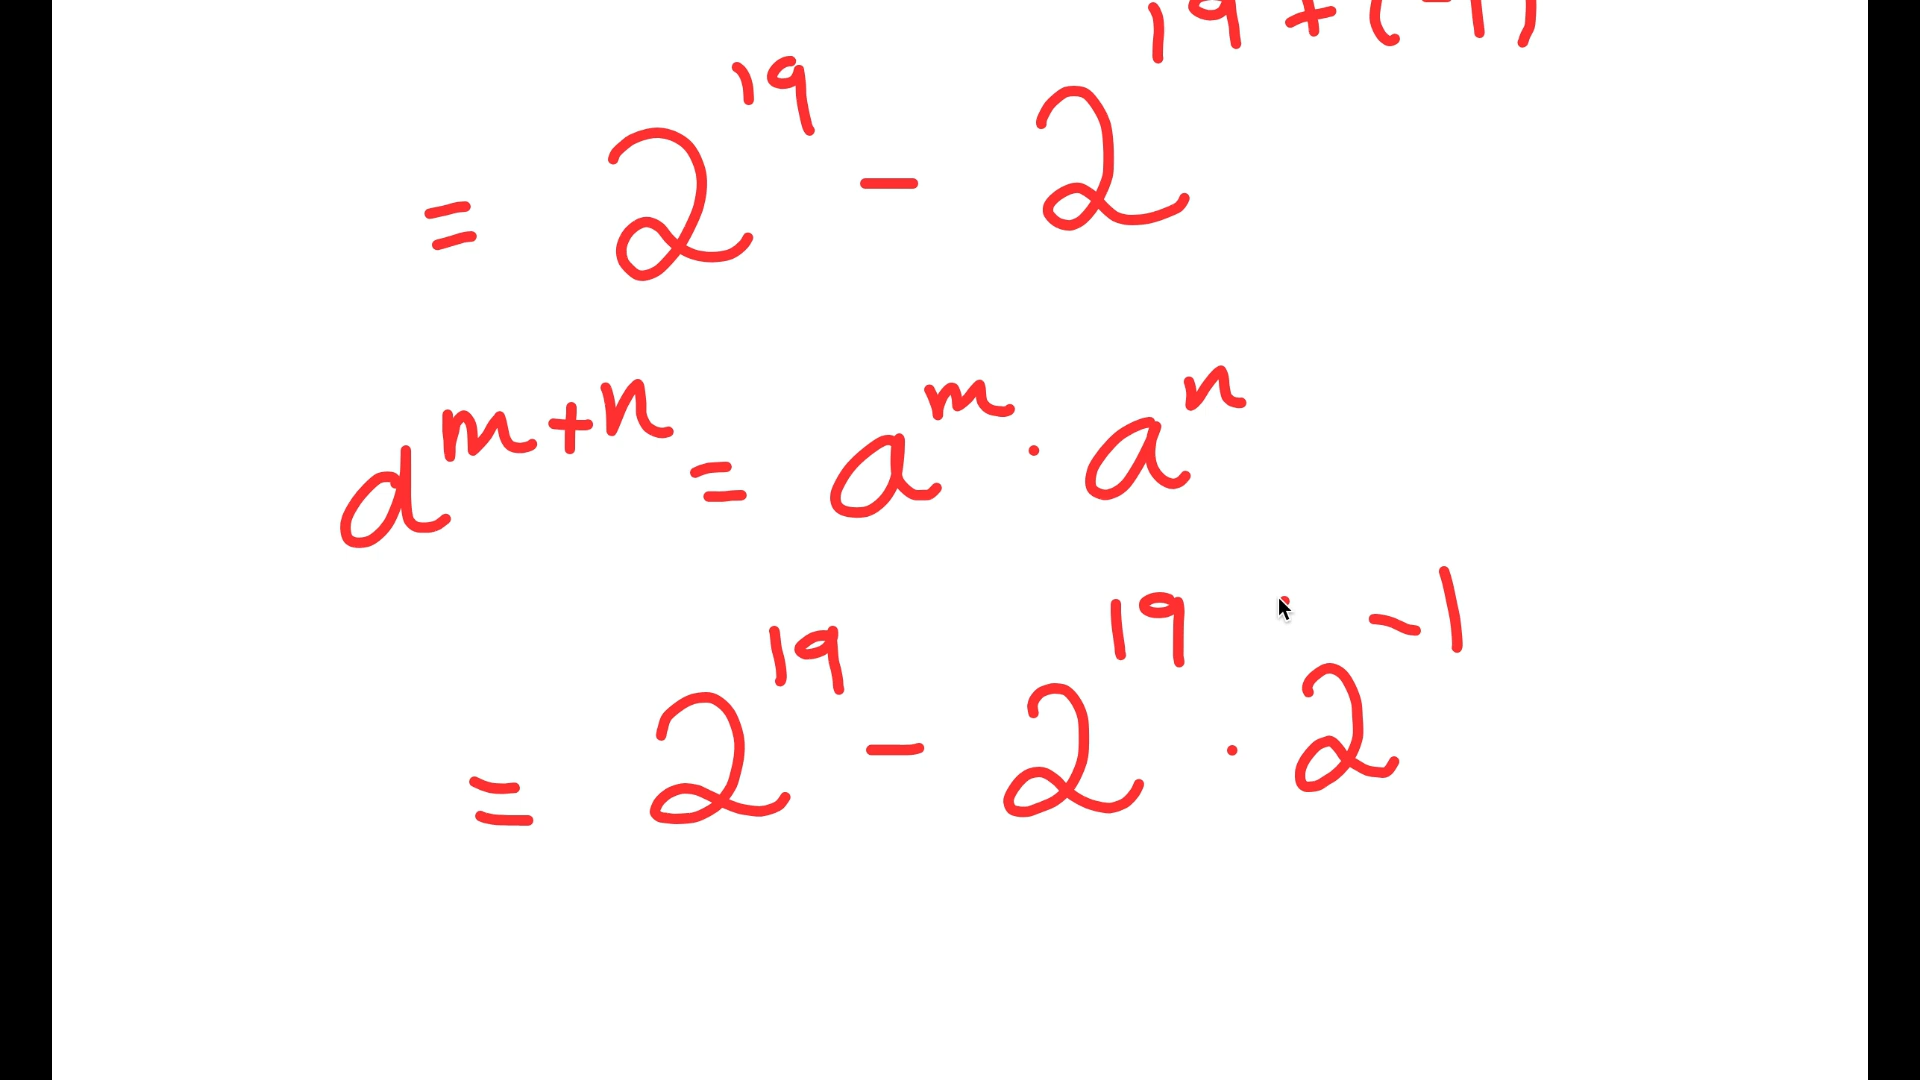 = 2^19 - 2^19+(-1)
a^m+n = a^m · a^n
= 2^19 - 2^19 · 2^-1